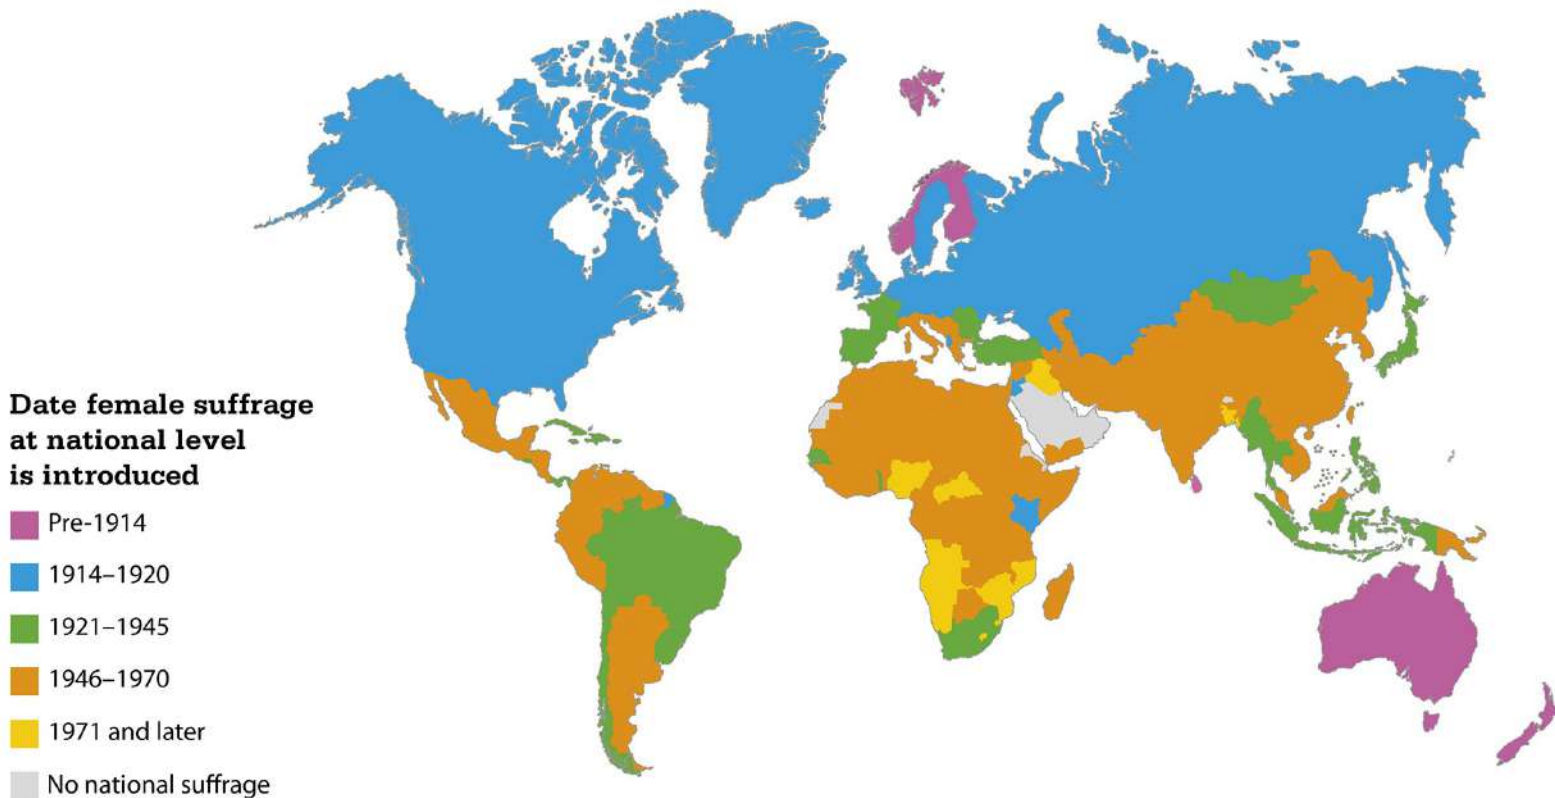 Date female suffrage
at national level
is introduced
Pre-1914
1914–1920
1921–1945
1946–1970
1971 and later
No national suffrage